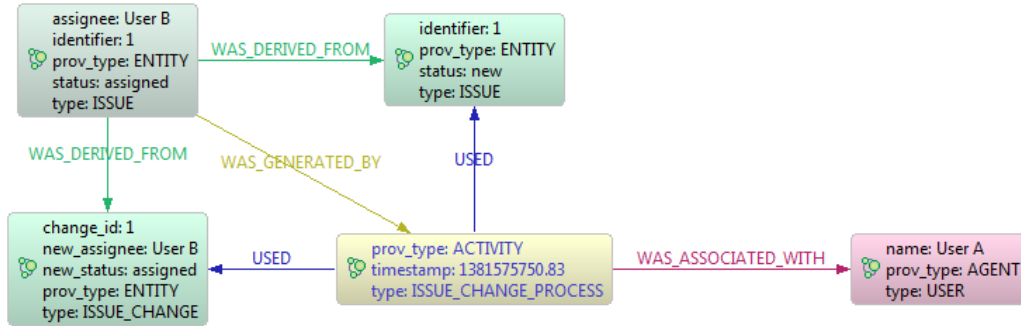 assignee: User B
identifier: 1
prov_type: ENTITY
status: assigned
type: ISSUE
WAS_DERIVED_FROM
identifier: 1
prov_type: ENTITY
status: new
type: ISSUE
WAS_DERIVED_FROM
WAS_GENERATED_BY
USED
change_id: 1
new_assignee: User B
new_status: assigned
prov_type: ENTITY
type: ISSUE_CHANGE
USED
prov_type: ACTIVITY
timestamp: 1381575750.83
type: ISSUE_CHANGE_PROCESS
WAS_ASSOCIATED_WITH
name: User A
prov_type: AGENT
type: USER